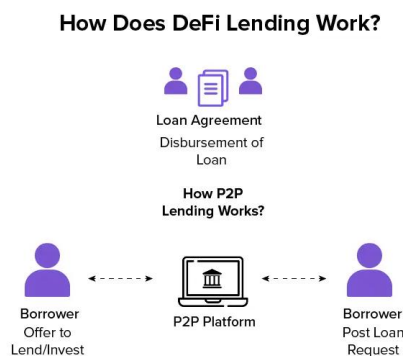 How Does DeFi Lending Work?
Loan Agreement
Disbursement of
Loan
How P2P
Lending Works?
Borrower
Offer to
Lend/Invest
P2P Platform
Borrower
Post Loan
Request